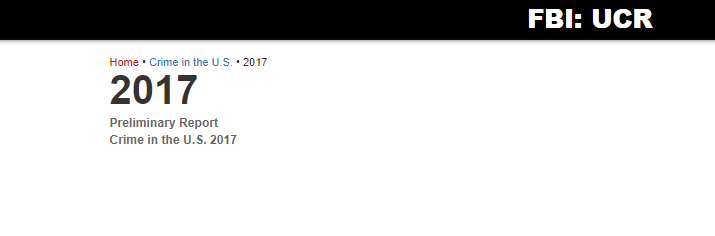 FBI: UCR
Home • Crime in the U.S. • 2017
2017
Preliminary Report
Crime in the U.S. 2017